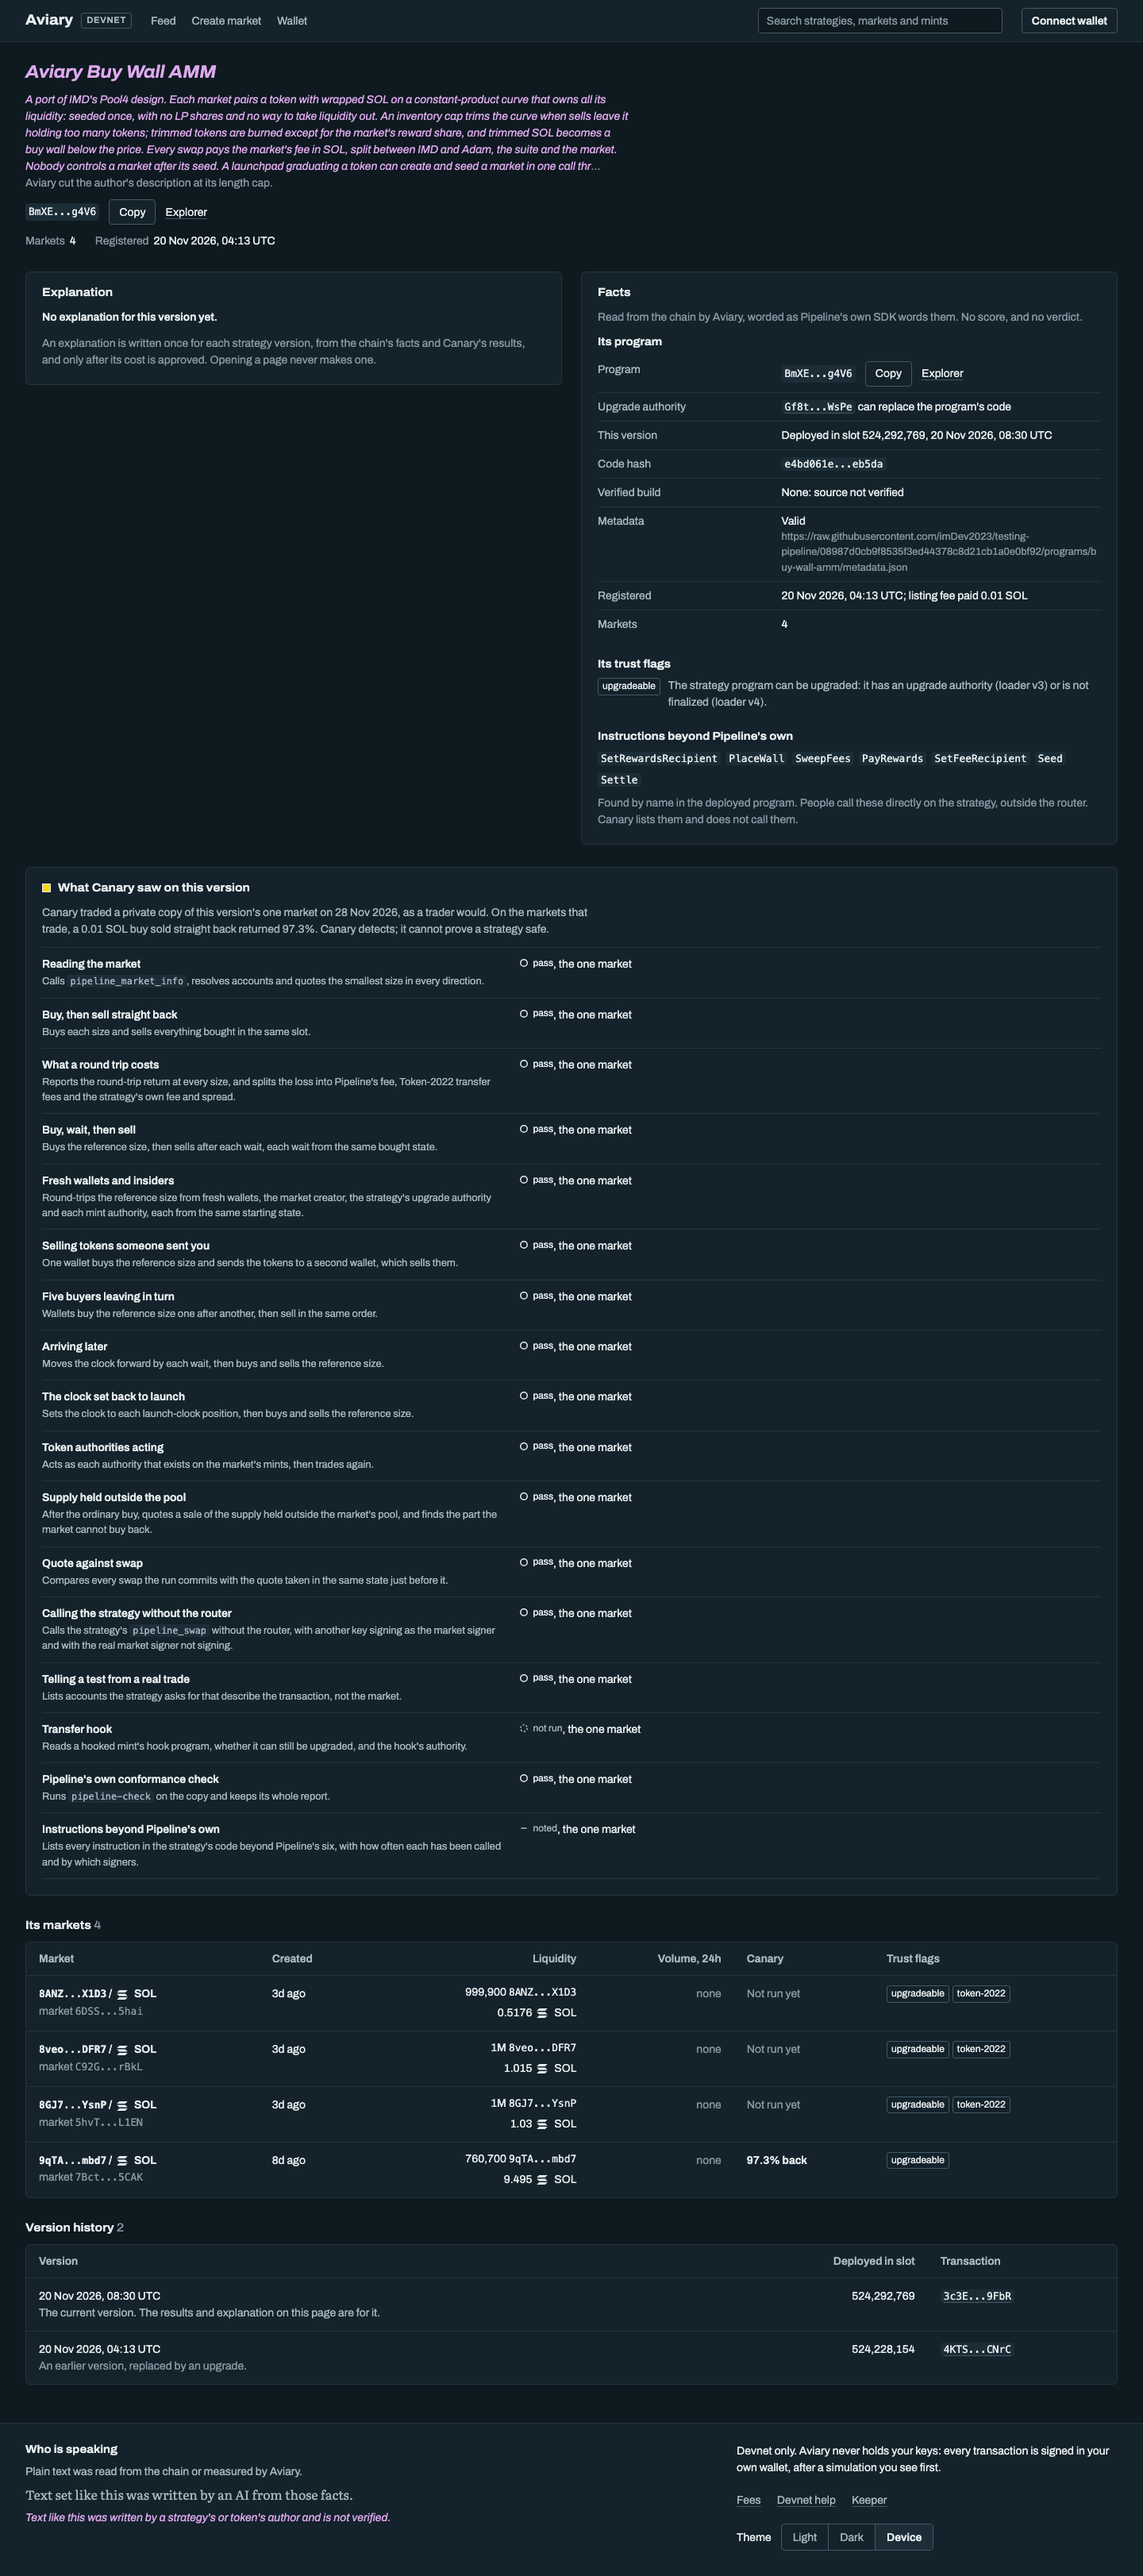 Aviary DEVNET Feed Create market Wallet Search strategies, markets and mints Connect wallet
Aviary Buy Wall AMM
A port of IMD's Pool4 design. Each market pairs a token with wrapped SOL on a constant-product curve that owns all its
liquidity: seeded once, with no LP shares and no way to take liquidity out. An inventory cap trims the curve when sells leave it
holding too many tokens; trimmed tokens are burned except for the market's reward share, and trimmed SOL becomes a
buy wall below the price. Every swap pays the market's fee in SOL, split between IMD and Adam, the suite and the market.
Nobody controls a market after its seed. A launchpad graduating a token can create and seed a market in one call thr...
Aviary cut the author's description at its length cap.
BmXE...g4V6 Copy Explorer
Markets 4 Registered 20 Nov 2026, 04:13 UTC
Explanation
No explanation for this version yet.
An explanation is written once for each strategy version, from the chain's facts and Canary's results,
and only after its cost is approved. Opening a page never makes one.
Facts
Read from the chain by Aviary, worded as Pipeline's own SDK words them. No score, and no verdict.
Its program
Program BmXE...g4V6 Copy Explorer
Upgrade authority Gf8t...WsPe can replace the program's code
This version Deployed in slot 524,292,769, 20 Nov 2026, 08:30 UTC
Code hash e4bd061e...eb5da
Verified build None: source not verified
Metadata Valid
https://raw.githubusercontent.com/imDev2023/testing-
pipeline/08987d0cb9f8535f3ed44378c8d21cb1a0e0bf92/programs/b
uy-wall-amm/metadata.json
Registered 20 Nov 2026, 04:13 UTC; listing fee paid 0.01 SOL
Markets 4
Its trust flags
upgradeable The strategy program can be upgraded: it has an upgrade authority (loader v3) or is not
finalized (loader v4).
Instructions beyond Pipeline's own
SetRewardsRecipient PlaceWall SweepFees PayRewards SetFeeRecipient Seed
Settle
Found by name in the deployed program. People call these directly on the strategy, outside the router.
Canary lists them and does not call them.
What Canary saw on this version
Canary traded a private copy of this version's one market on 28 Nov 2026, as a trader would. On the markets that
trade, a 0.01 SOL buy sold straight back returned 97.3%. Canary detects; it cannot prove a strategy safe.
Reading the market pass, the one market
Calls pipeline_market_info, resolves accounts and quotes the smallest size in every direction.
Buy, then sell straight back pass, the one market
Buys each size and sells everything bought in the same slot.
What a round trip costs pass, the one market
Reports the round-trip return at every size, and splits the loss into Pipeline's fee, Token-2022 transfer
fees and the strategy's own fee and spread.
Buy, wait, then sell pass, the one market
Buys the reference size, then sells after each wait, each wait from the same bought state.
Fresh wallets and insiders pass, the one market
Round-trips the reference size from fresh wallets, the market creator, the strategy's upgrade authority
and each mint authority, each from the same starting state.
Selling tokens someone sent you pass, the one market
One wallet buys the reference size and sends the tokens to a second wallet, which sells them.
Five buyers leaving in turn pass, the one market
Wallets buy the reference size one after another, then sell in the same order.
Arriving later pass, the one market
Moves the clock forward by each wait, then buys and sells the reference size.
The clock set back to launch pass, the one market
Sets the clock to each launch-clock position, then buys and sells the reference size.
Token authorities acting pass, the one market
Acts as each authority that exists on the market's mints, then trades again.
Supply held outside the pool pass, the one market
After the ordinary buy, quotes a sale of the supply held outside the market's pool, and finds the part the
market cannot buy back.
Quote against swap pass, the one market
Compares every swap the run commits with the quote taken in the same state just before it.
Calling the strategy without the router pass, the one market
Calls the strategy's pipeline_swap without the router, with another key signing as the market signer
and with the real market signer not signing.
Telling a test from a real trade pass, the one market
Lists accounts the strategy asks for that describe the transaction, not the market.
Transfer hook not run, the one market
Reads a hooked mint's hook program, whether it can still be upgraded, and the hook's authority.
Pipeline's own conformance check pass, the one market
Runs pipeline-check on the copy and keeps its whole report.
Instructions beyond Pipeline's own noted, the one market
Lists every instruction in the strategy's code beyond Pipeline's six, with how often each has been called
and by which signers.
Its markets 4
Market Created Liquidity Volume, 24h Canary Trust flags
8ANZ...X1D3 / SOL 3d ago 999,900 8ANZ...X1D3 none Not run yet upgradeable token-2022
market 6DSS...5hai 0.5176 SOL
8veo...DFR7 / SOL 3d ago 1M 8veo...DFR7 none Not run yet upgradeable token-2022
market C92G...rBkL 1.015 SOL
8GJ7...YsnP / SOL 3d ago 1M 8GJ7...YsnP none Not run yet upgradeable token-2022
market 5hvT...L1EN 1.03 SOL
9qTA...mbd7 / SOL 8d ago 760,700 9qTA...mbd7 none 97.3% back upgradeable
market 7Bct...5CAK 9.495 SOL
Version history 2
Version Deployed in slot Transaction
20 Nov 2026, 08:30 UTC 524,292,769 3c3E...9FbR
The current version. The results and explanation on this page are for it.
20 Nov 2026, 04:13 UTC 524,228,154 4KTS...CNrC
An earlier version, replaced by an upgrade.
Who is speaking
Plain text was read from the chain or measured by Aviary.
Text set like this was written by an AI from those facts.
Text like this was written by a strategy's or token's author and is not verified.
Devnet only. Aviary never holds your keys: every transaction is signed in your
own wallet, after a simulation you see first.
Fees Devnet help Keeper
Theme Light Dark Device